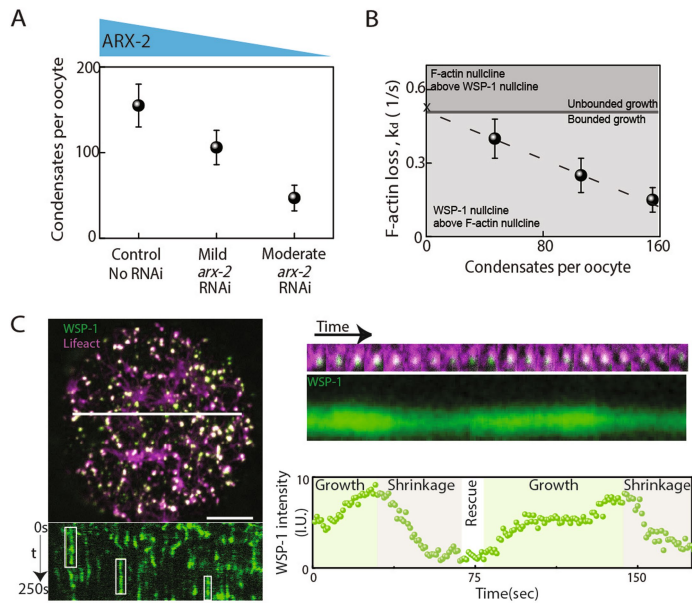 A
ARX-2
Condensates per oocyte
200
100
0
Control
No RNAi
Mild
arx-2
RNAi
Moderate
arx-2
RNAi
B
F-actin loss , kd ( 1/s)
0.6
0.3
0
x
F-actin nullcline
above WSP-1 nullcline
Unbounded growth
Bounded growth
WSP-1 nullcline
above F-actin nullcline
0
80
160
Condensates per oocyte
C
WSP-1
Lifeact
0s
t
250s
Time
WSP-1
WSP-1 intensity
(I.U.)
10
5
0
Growth
Shrinkage
Rescue
Growth
Shrinkage
0
75
150
Time(sec)